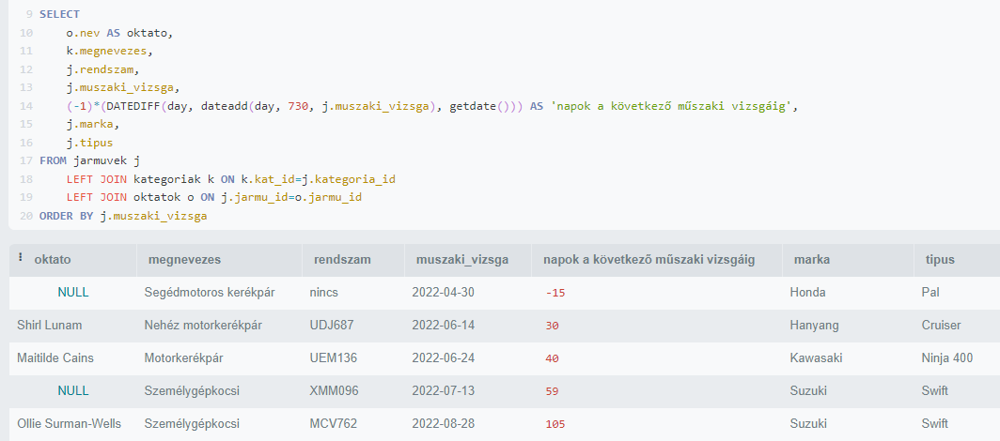 9 SELECT
10 o.nev AS oktato,
11 k.megnevezes,
12 j.rendszam,
13 j.muszaki_vizsga,
14 (-1)*(DATEDIFF(day, dateadd(day, 730, j.muszaki_vizsga), getdate())) AS 'napok a következő műszaki vizsgáig',
15 j.marka,
16 j.tipus
17 FROM jarmuvek j
18 LEFT JOIN kategoriak k ON k.kat_id=j.kategoria_id
19 LEFT JOIN oktatok o ON j.jarmu_id=o.jarmu_id
20 ORDER BY j.muszaki_vizsga
oktato megnevezes rendszam muszaki_vizsga napok a következő műszaki vizsgáig marka tipus
NULL Segédmotoros kerékpár nincs 2022-04-30 -15 Honda Pal
Shirl Lunam Nehéz motorkerékpár UDJ687 2022-06-14 30 Hanyang Cruiser
Maitilde Cains Motorkerékpár UEM136 2022-06-24 40 Kawasaki Ninja 400
NULL Személygépkocsi XMM096 2022-07-13 59 Suzuki Swift
Ollie Surman-Wells Személygépkocsi MCV762 2022-08-28 105 Suzuki Swift